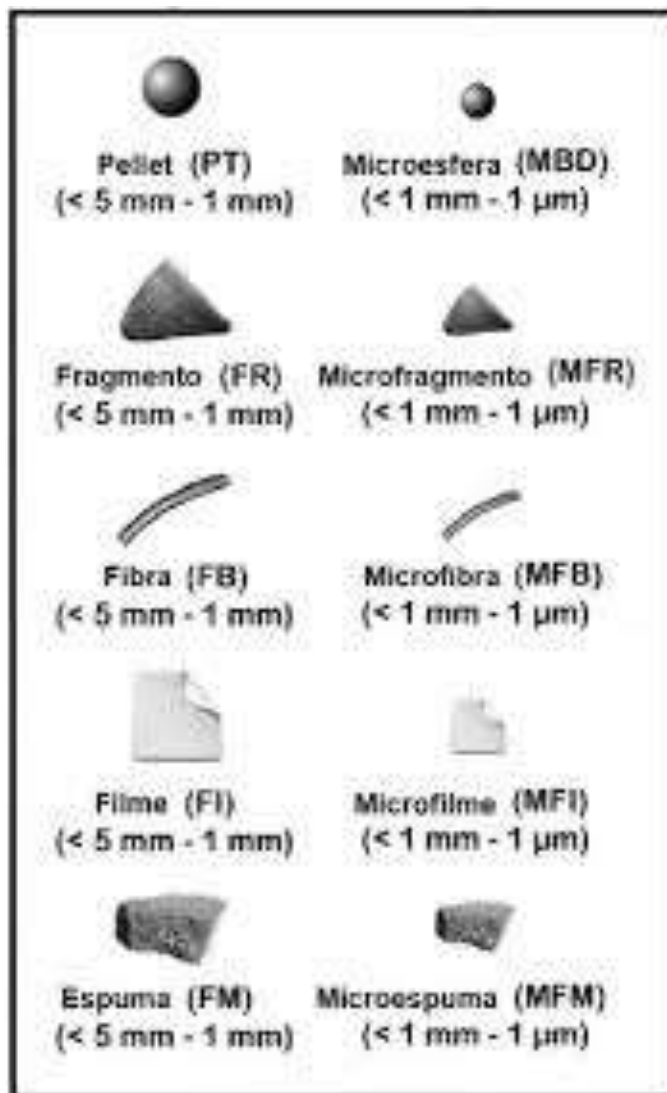 Pellet (PT)
(< 5 mm - 1 mm)
Microesfera (MBD)
(< 1 mm - 1 µm)
Fragmento (FR)
(< 5 mm - 1 mm)
Microfragmento (MFR)
(< 1 mm - 1 µm)
Fibra (FB)
(< 5 mm - 1 mm)
Microfibra (MFB)
(< 1 mm - 1 µm)
Filme (FI)
(< 5 mm - 1 mm)
Microfilme (MFI)
(< 1 mm - 1 µm)
Espuma (FM)
(< 5 mm - 1 mm)
Microespuma (MFM)
(< 1 mm - 1 µm)